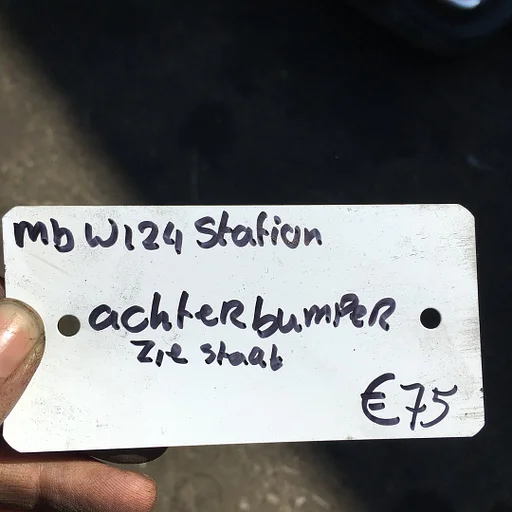 mb W124 Station
achterbumper
zie staat
€75